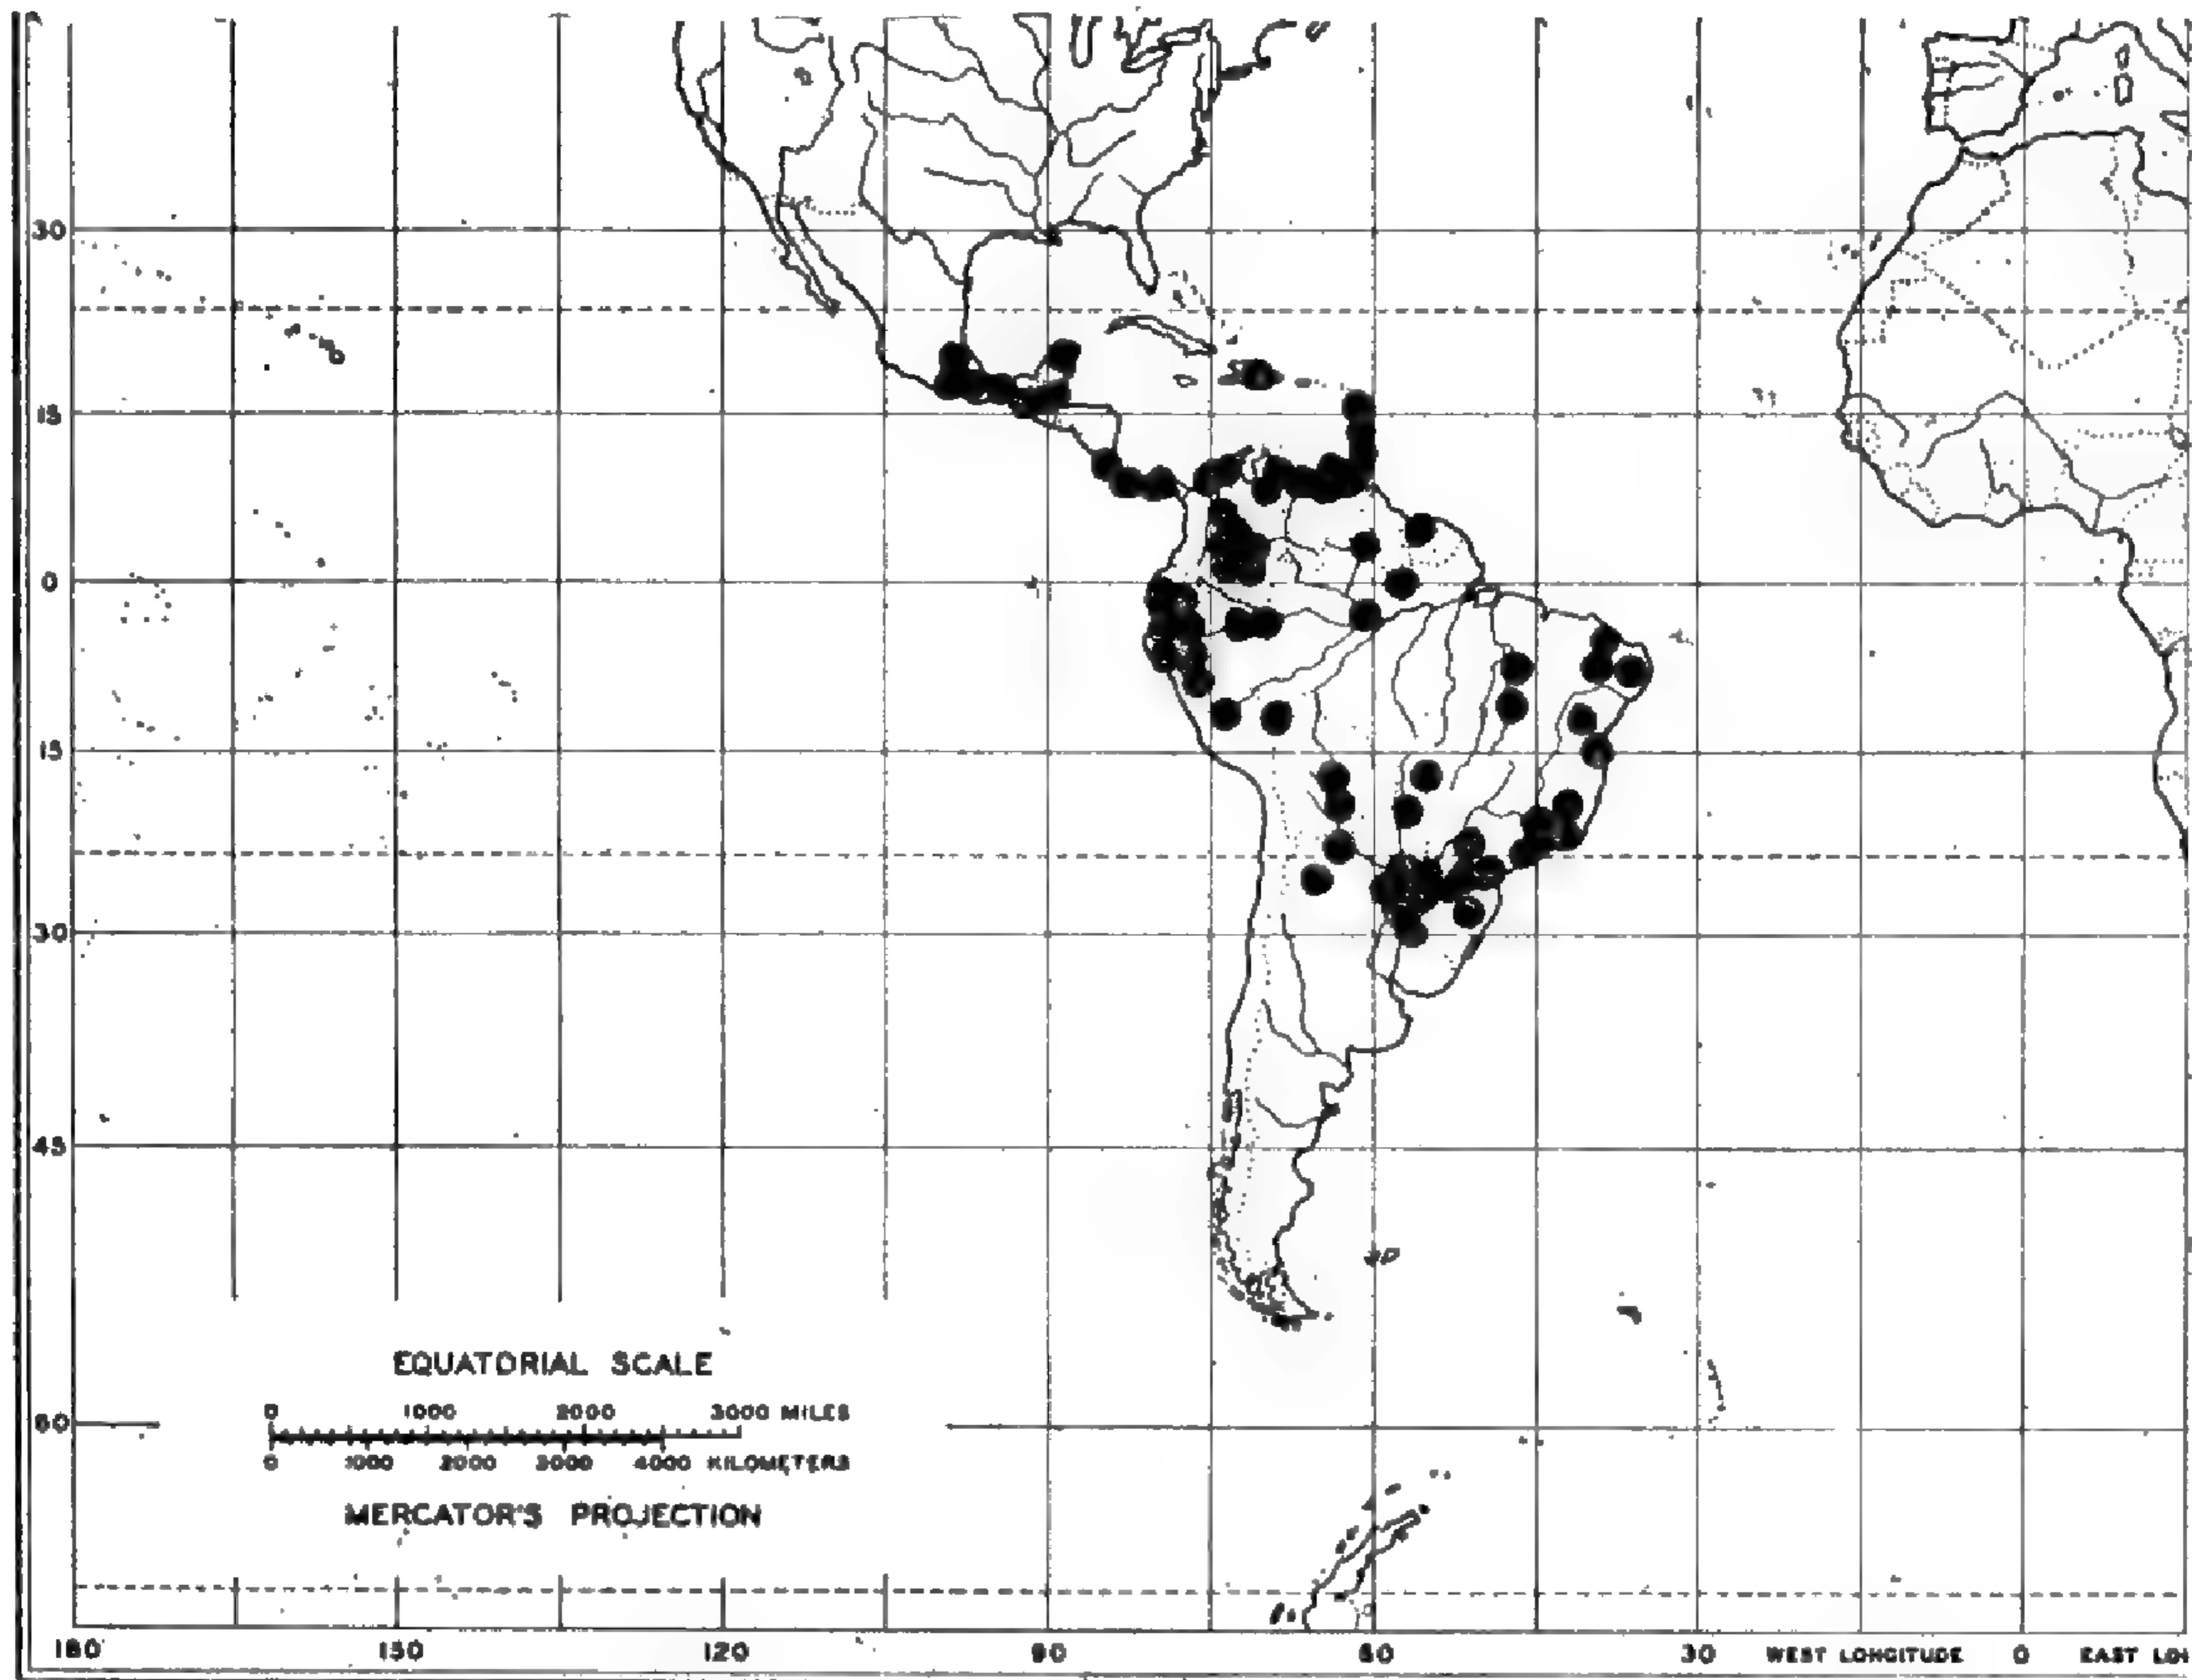 30
15
0
15
30
45
60
EQUATORIAL SCALE
0 1000 2000 3000 MILES
0 1000 2000 3000 4000 KILOMETERS
MERCATOR'S PROJECTION
180 150 120 90 60 30 WEST LONGITUDE 0 EAST LON